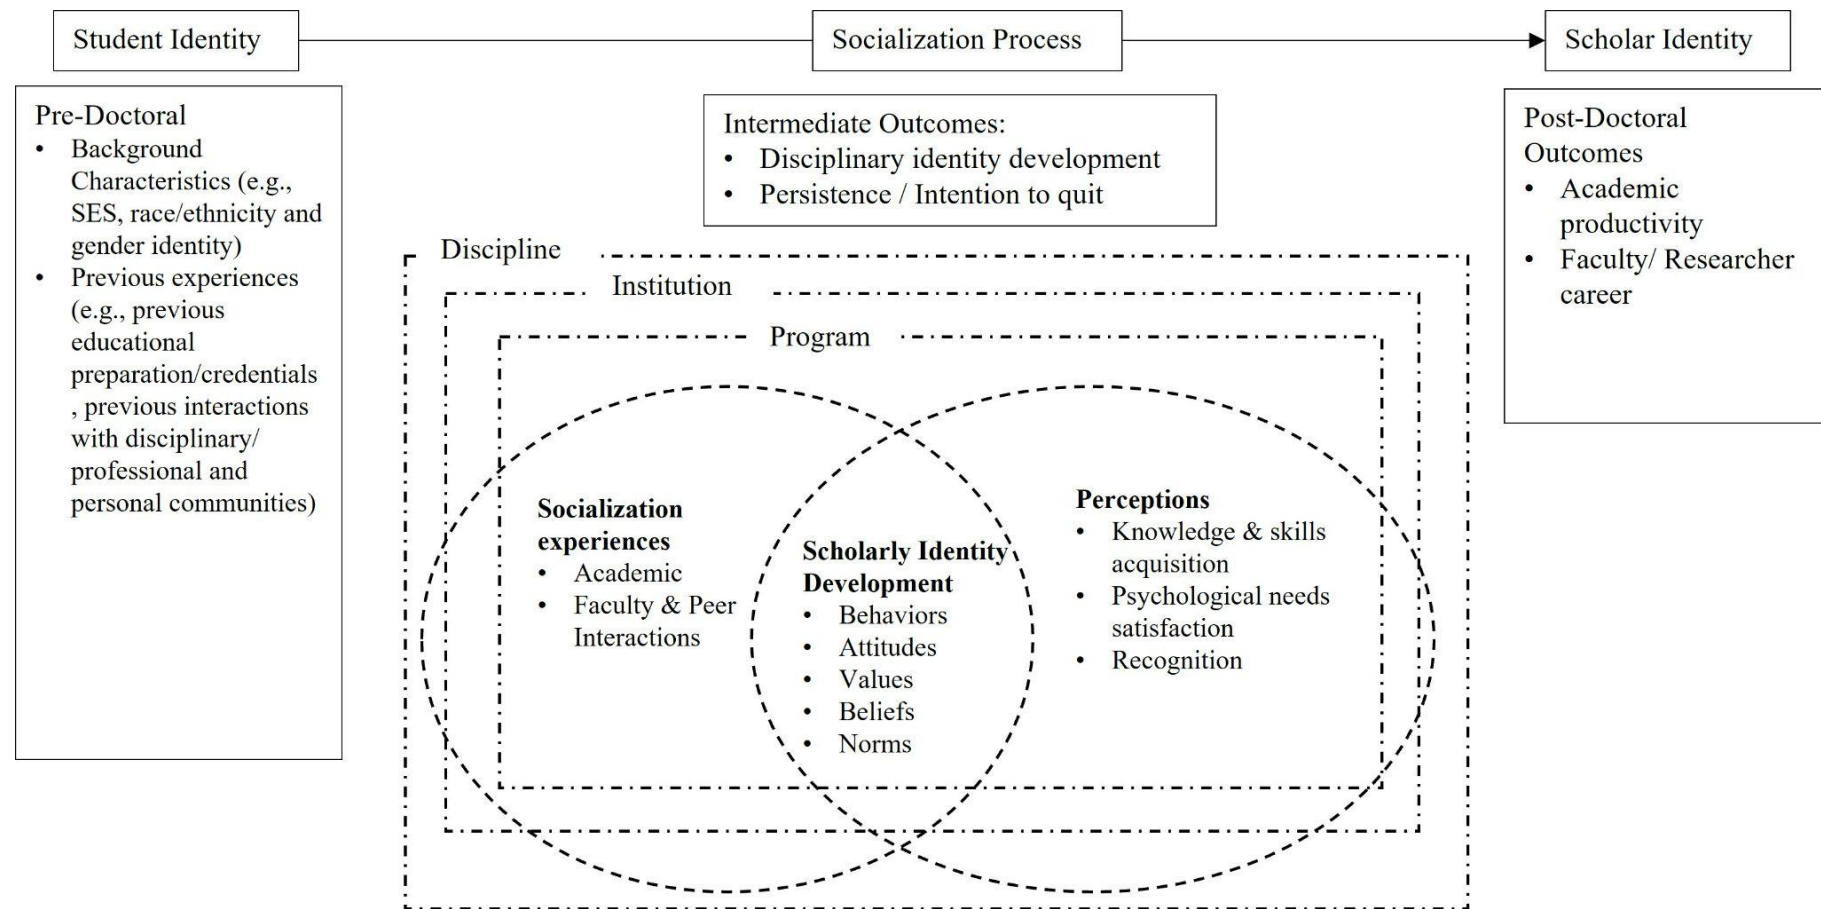 Student Identity
Socialization Process
Scholar Identity
Pre-Doctoral
• Background
Characteristics (e.g.,
SES, race/ethnicity and
gender identity)
• Previous experiences
(e.g., previous
educational
preparation/credentials
, previous interactions
with disciplinary/
professional and
personal communities)
Intermediate Outcomes:
• Disciplinary identity development
• Persistence / Intention to quit
Post-Doctoral
Outcomes
• Academic
productivity
• Faculty/ Researcher
career
Discipline
Institution
Program
Socialization
experiences
• Academic
• Faculty & Peer
Interactions
Scholarly Identity
Development
• Behaviors
• Attitudes
• Values
• Beliefs
• Norms
Perceptions
• Knowledge & skills
acquisition
• Psychological needs
satisfaction
• Recognition